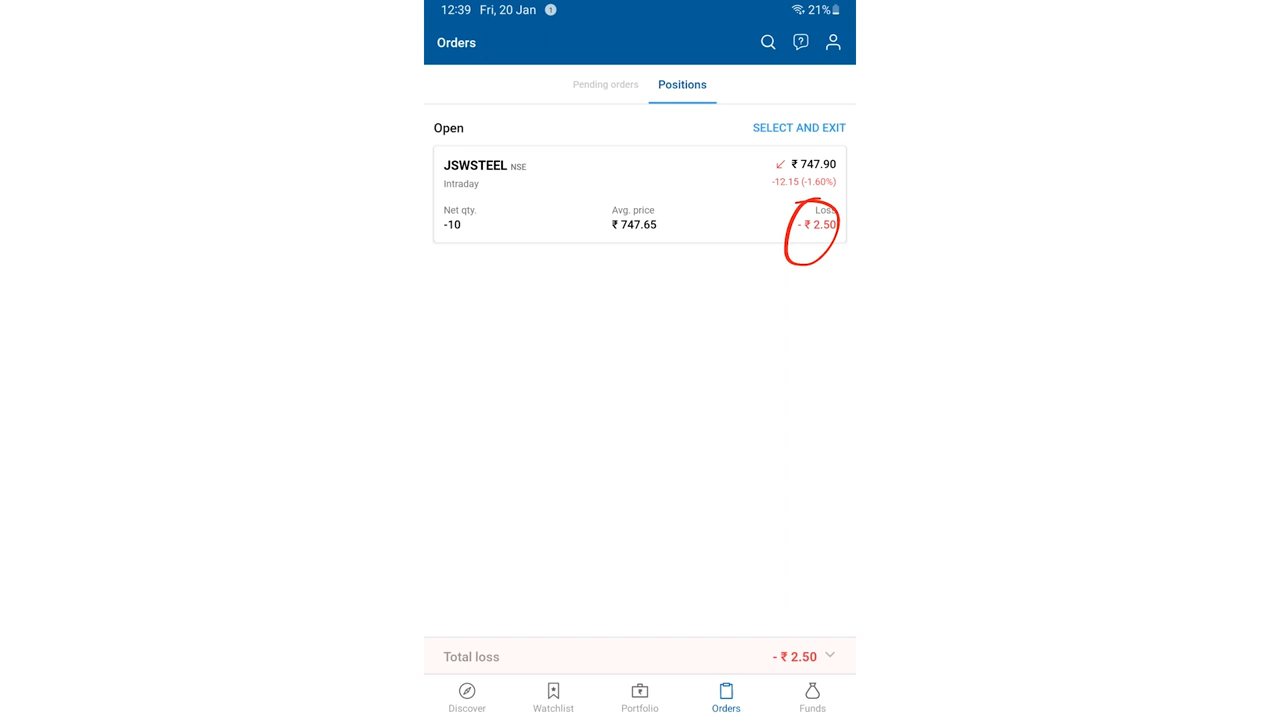 12:39 Fri, 20 Jan 1 21%
Orders
Pending orders Positions
Open SELECT AND EXIT
JSWSTEEL NSE ₹ 747.90
Intraday -12.15 (-1.60%)
Net qty. Avg. price Loss
-10 ₹ 747.65 - ₹ 2.50
Total loss - ₹ 2.50
Discover Watchlist Portfolio Orders Funds